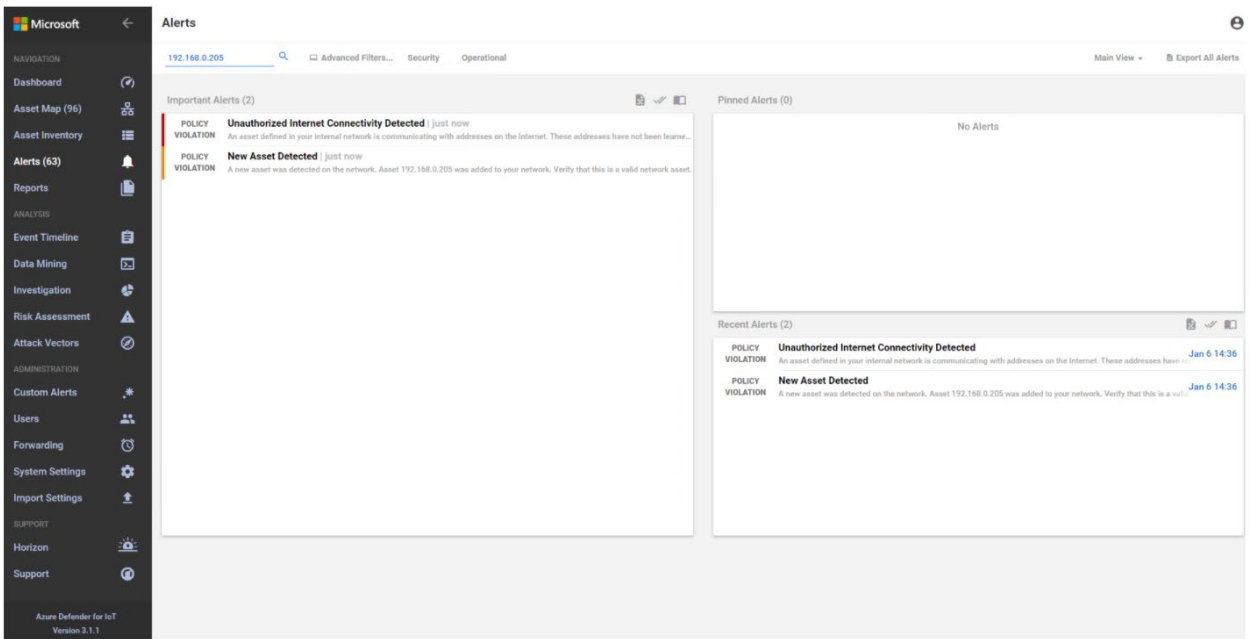 Microsoft
NAVIGATION
Dashboard
Asset Map (96)
Asset Inventory
Alerts (63)
Reports
ANALYSIS
Event Timeline
Data Mining
Investigation
Risk Assessment
Attack Vectors
ADMINISTRATION
Custom Alerts
Users
Forwarding
System Settings
Import Settings
SUPPORT
Horizon
Support
Azure Defender for IoT
Version 3.1.1
Alerts
192.168.0.205 Advanced Filters... Security Operational Main View Export All Alerts
Important Alerts (2)
POLICY VIOLATION
Unauthorized Internet Connectivity Detected | just now
An asset defined in your internal network is communicating with addresses on the Internet. These addresses have not been learne...
POLICY VIOLATION
New Asset Detected | just now
A new asset was detected on the network. Asset 192.168.0.205 was added to your network. Verify that this is a valid network asset.
Pinned Alerts (0)
No Alerts
Recent Alerts (2)
POLICY VIOLATION
Unauthorized Internet Connectivity Detected
An asset defined in your internal network is communicating with addresses on the Internet. These addresses have
Jan 6 14:36
POLICY VIOLATION
New Asset Detected
A new asset was detected on the network. Asset 192.168.0.205 was added to your network. Verify that this is a
Jan 6 14:36